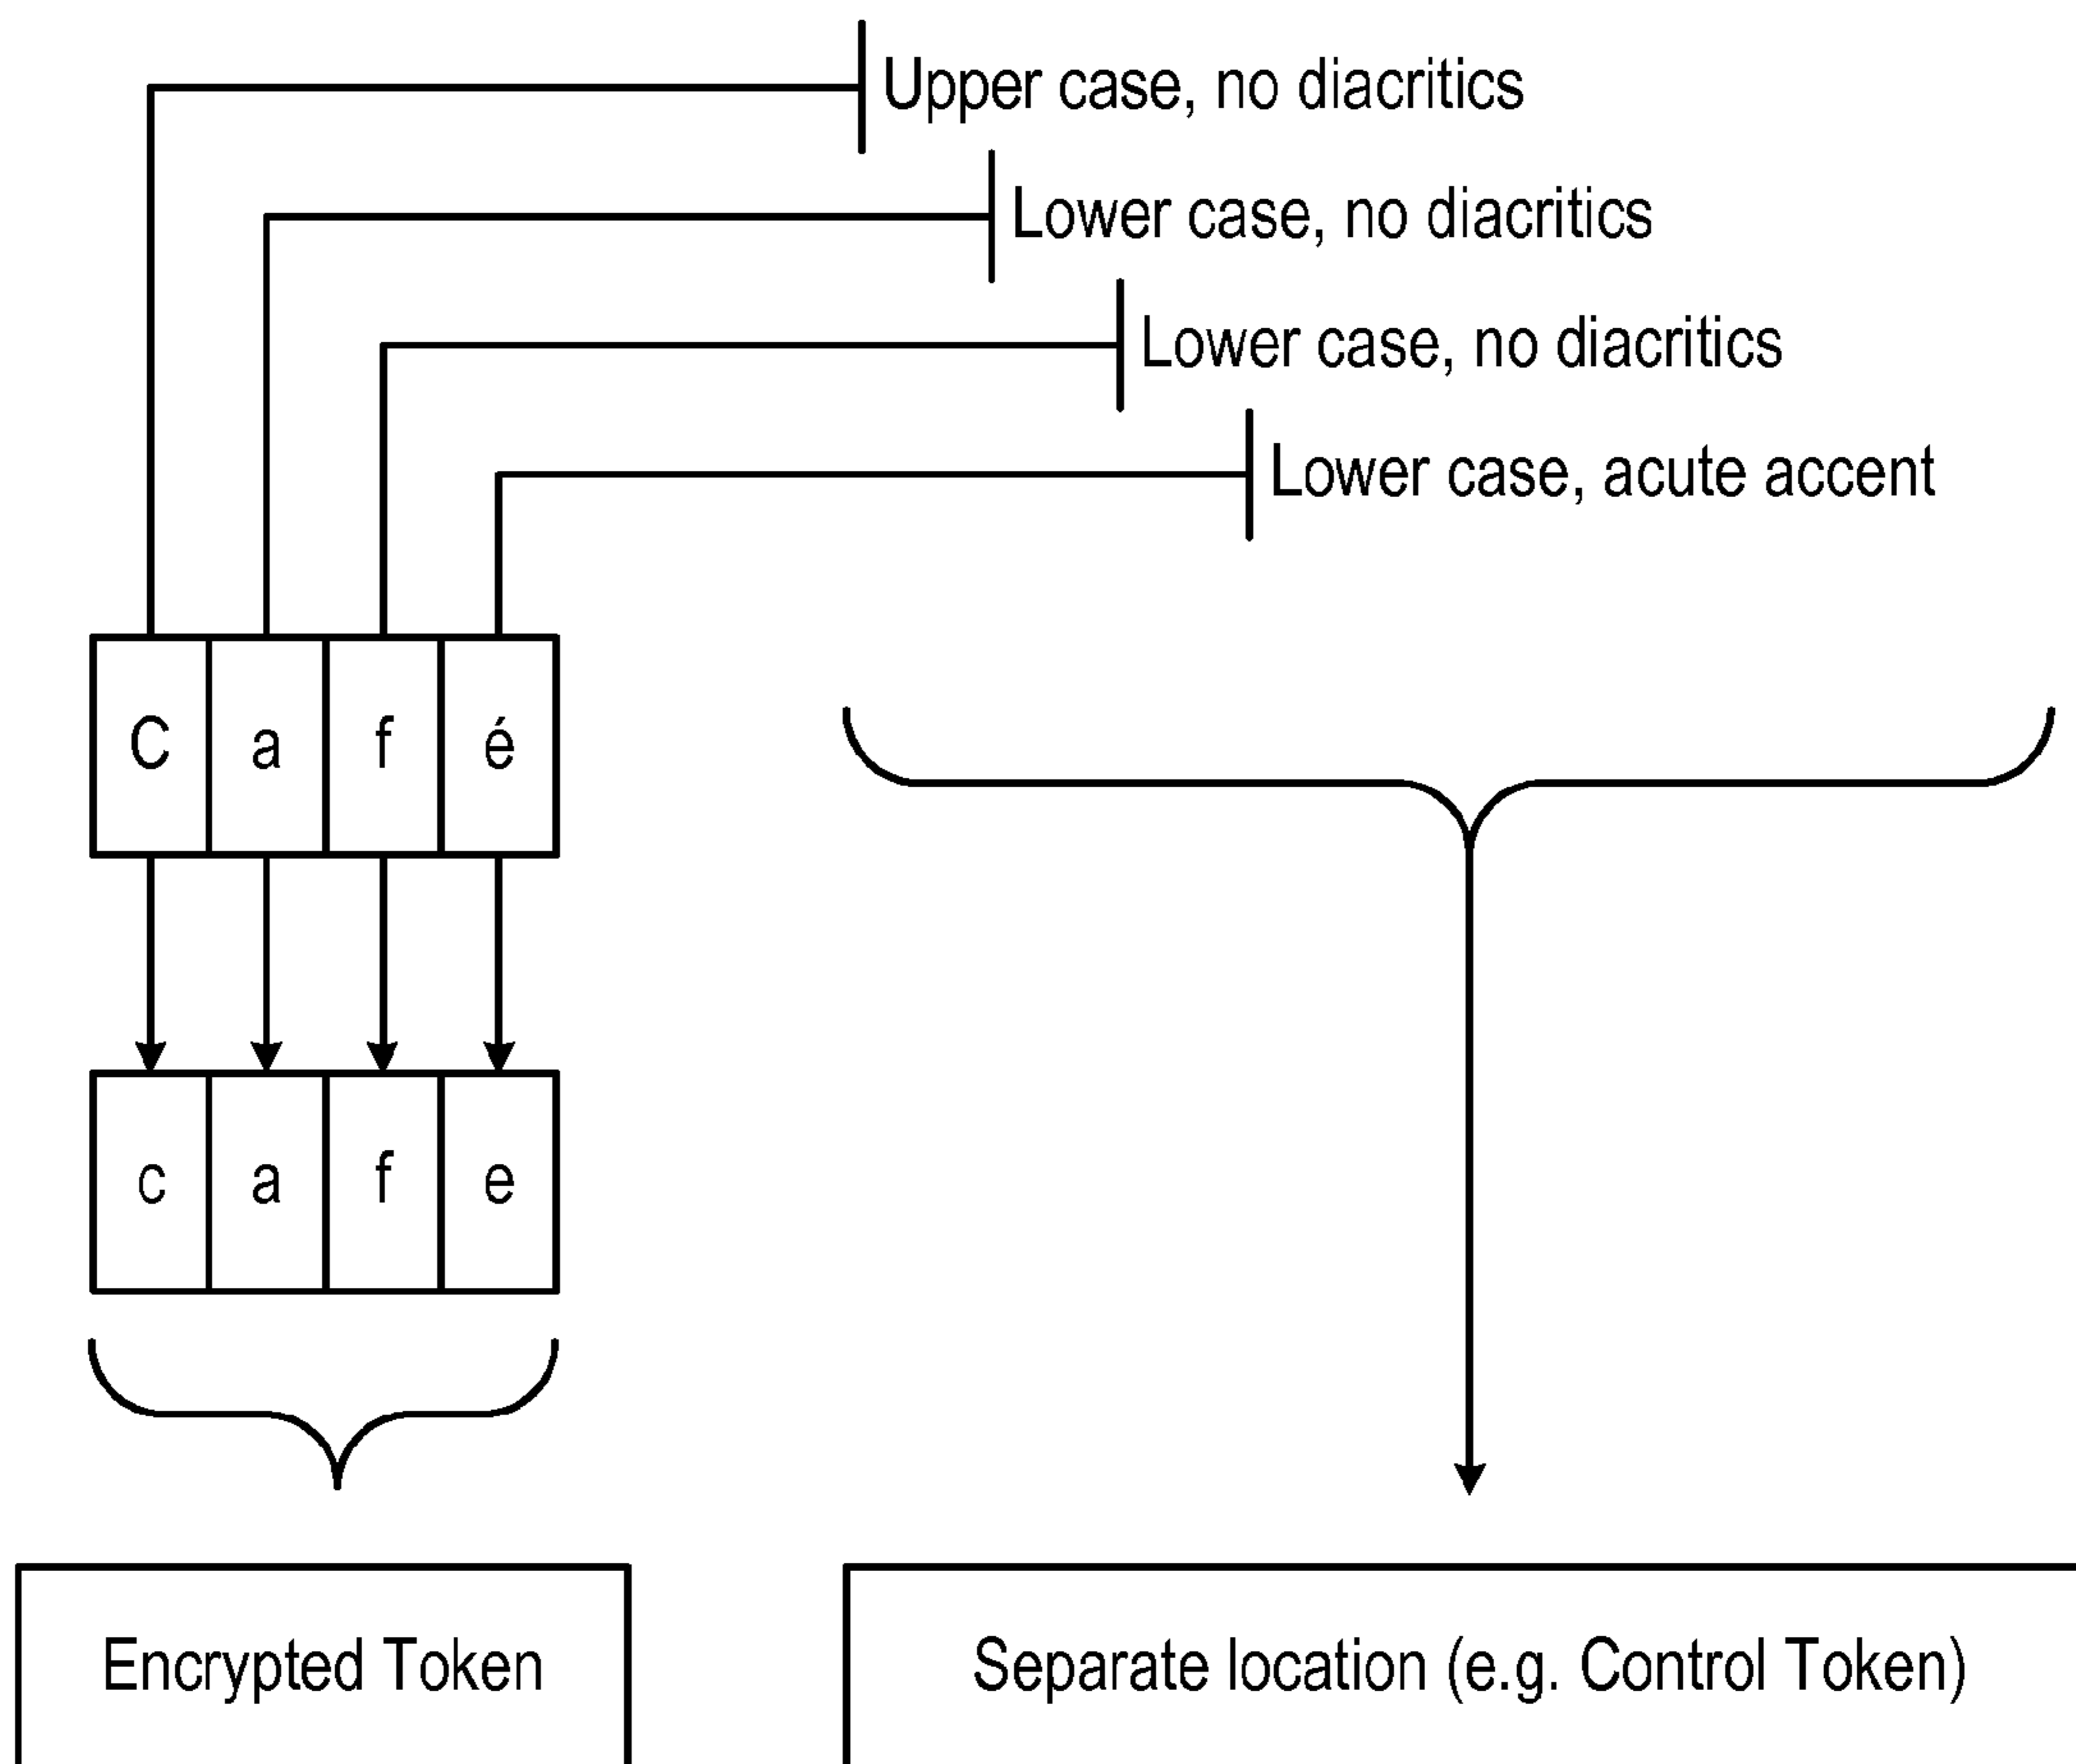 Upper case, no diacritics
Lower case, no diacritics
Lower case, no diacritics
Lower case, acute accent
C a f é
c a f e
Encrypted Token
Separate location (e.g. Control Token)